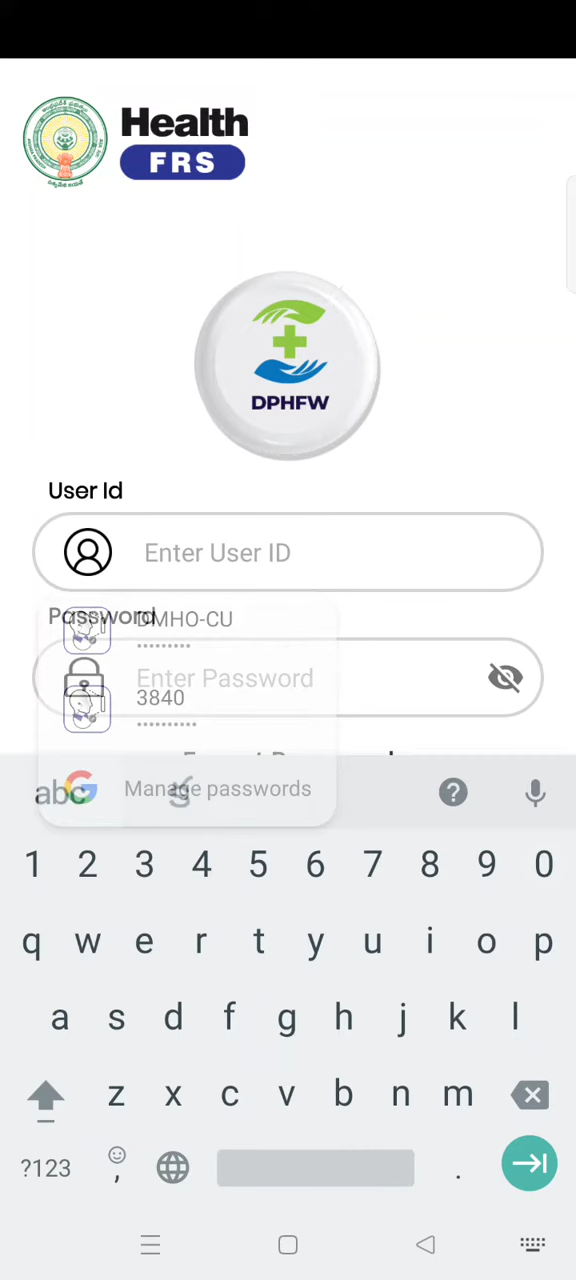 Health
FRS
DPHFW
User Id
Enter User ID
Password
DMHO-CU
•••••••••
Enter Password
3840
••••••••••
Manage passwords
abc
1 2 3 4 5 6 7 8 9 0
q w e r t y u i o p
a s d f g h j k l
z x c v b n m
?123 , .